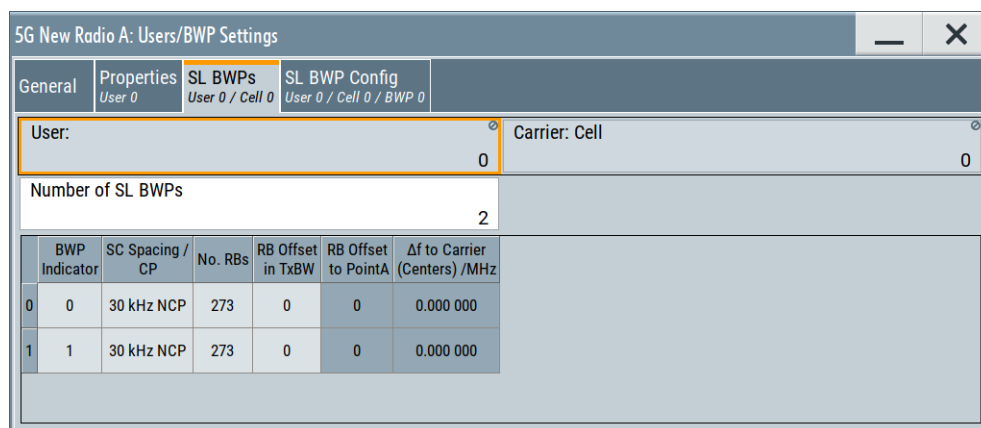 5G New Radio A: Users/BWP Settings
General
Properties
User 0
SL BWPs
User 0 / Cell 0
SL BWP Config
User 0 / Cell 0 / BWP 0
User:
0
Carrier: Cell
0
Number of SL BWPs
2
BWP Indicator SC Spacing / CP No. RBs RB Offset in TxBW RB Offset to PointA Δf to Carrier (Centers) /MHz
0 0 30 kHz NCP 273 0 0 0.000 000
1 1 30 kHz NCP 273 0 0 0.000 000